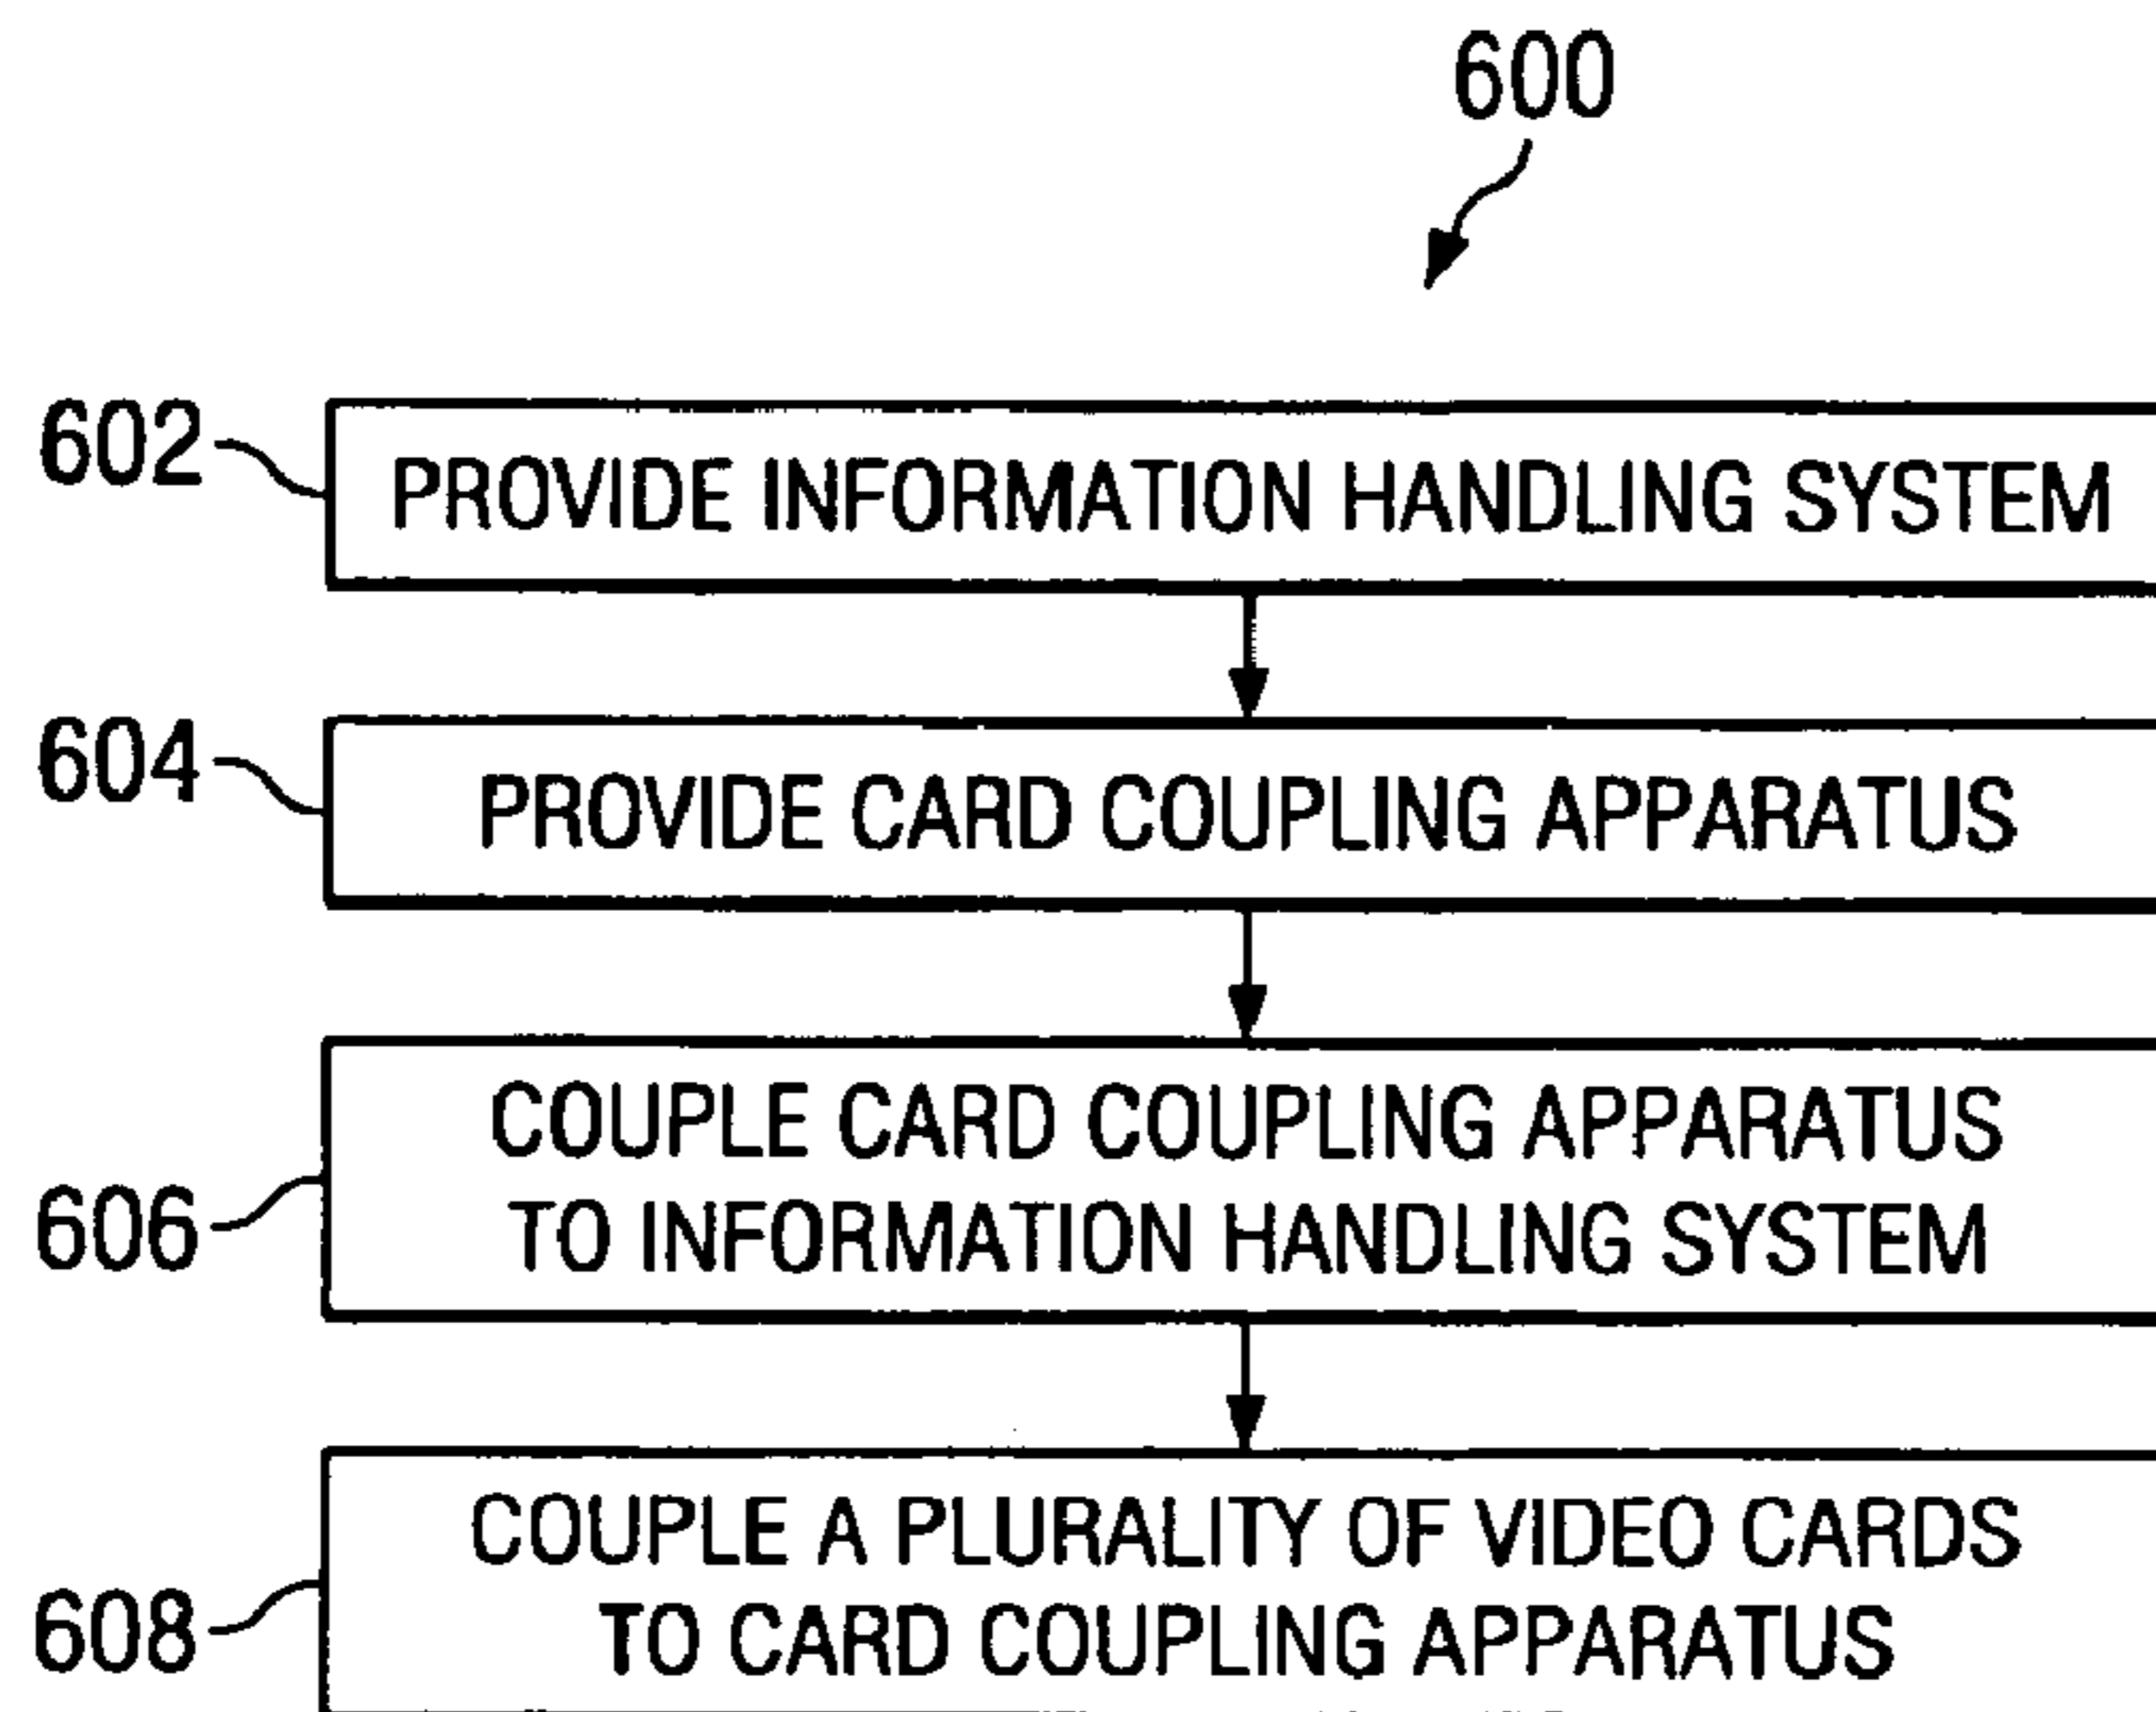 600
602
PROVIDE INFORMATION HANDLING SYSTEM
604
PROVIDE CARD COUPLING APPARATUS
606
COUPLE CARD COUPLING APPARATUS
TO INFORMATION HANDLING SYSTEM
608
COUPLE A PLURALITY OF VIDEO CARDS
TO CARD COUPLING APPARATUS